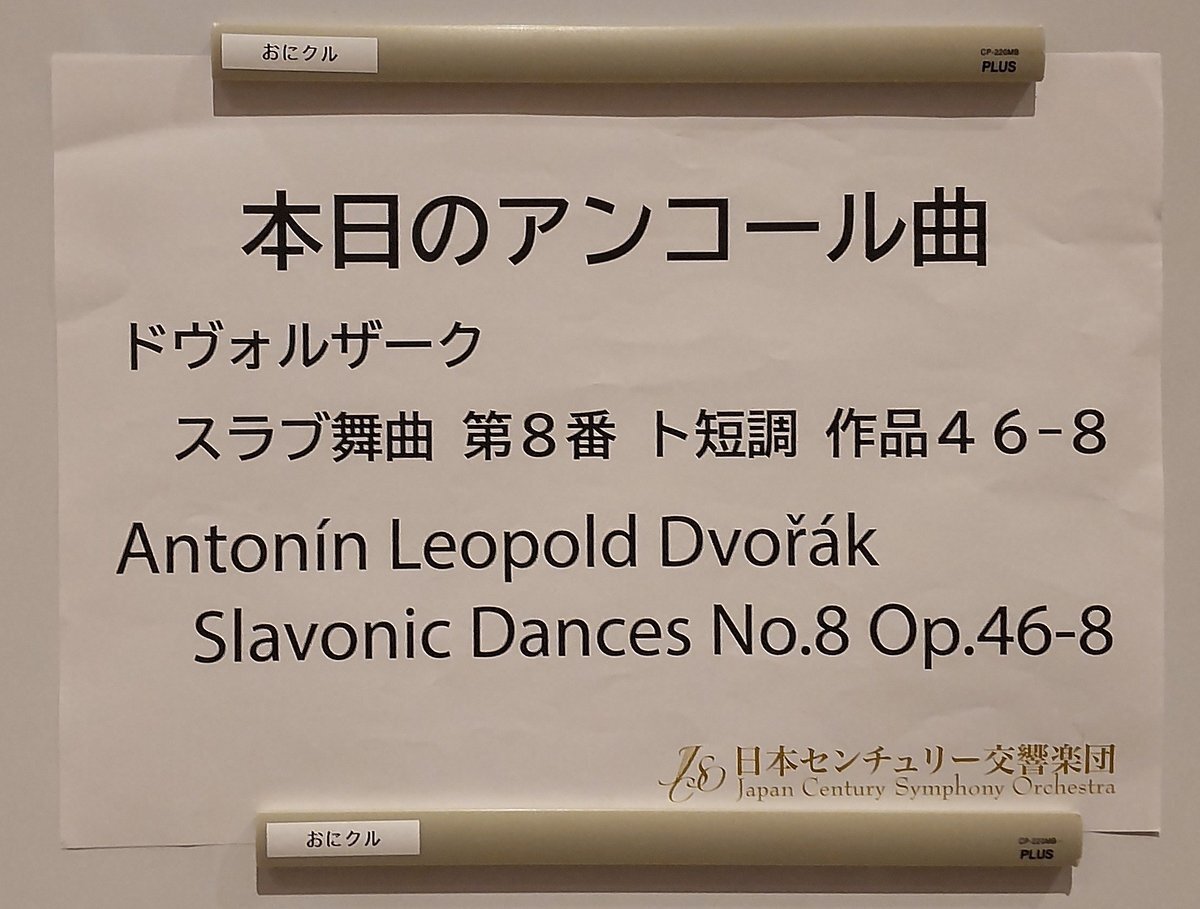 おにクル
CP-220MB
PLUS
本日のアンコール曲
ドヴォルザーク
スラブ舞曲 第8番 ト短調 作品46-8
Antonín Leopold Dvořák
Slavonic Dances No.8 Op.46-8
日本センチュリー交響楽団
Japan Century Symphony Orchestra
おにクル
CP-220MB
PLUS